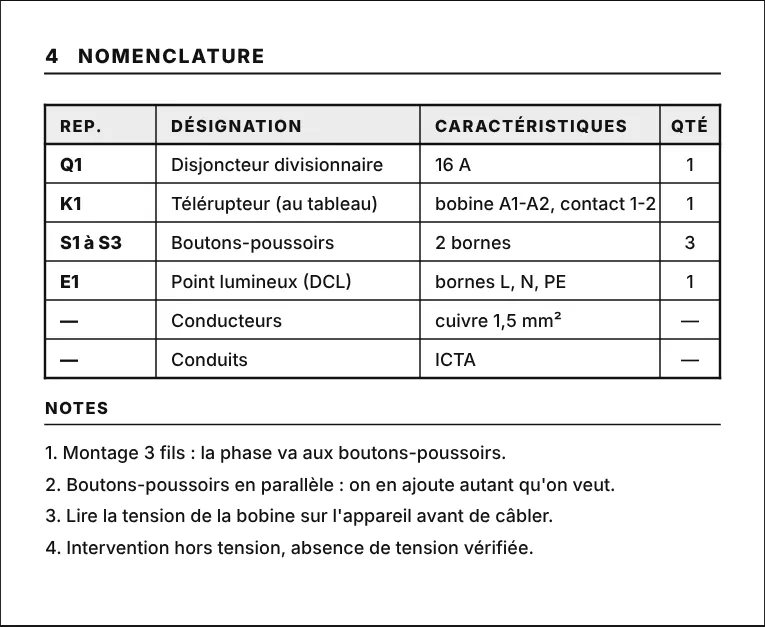 4 NOMENCLATURE
REP. DÉSIGNATION CARACTÉRISTIQUES QTÉ
Q1 Disjoncteur divisionnaire 16 A 1
K1 Télérupteur (au tableau) bobine A1-A2, contact 1-2 1
S1 à S3 Boutons-poussoirs 2 bornes 3
E1 Point lumineux (DCL) bornes L, N, PE 1
— Conducteurs cuivre 1,5 mm² —
— Conduits ICTA —
NOTES
1. Montage 3 fils : la phase va aux boutons-poussoirs.
2. Boutons-poussoirs en parallèle : on en ajoute autant qu'on veut.
3. Lire la tension de la bobine sur l'appareil avant de câbler.
4. Intervention hors tension, absence de tension vérifiée.